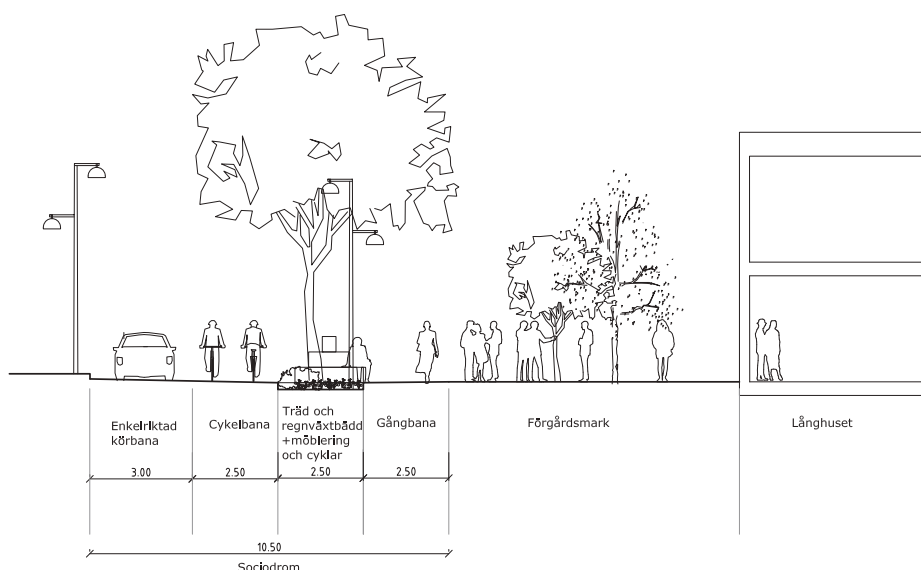 Enkelriktad
körbana
Cykelbana
Träd och
regnväxtbädd
+möblering
och cyklar
Gångbana
Förgårdsmark
Långhuset
3.00
2.50
2.50
2.50
10.50
Sociodrom